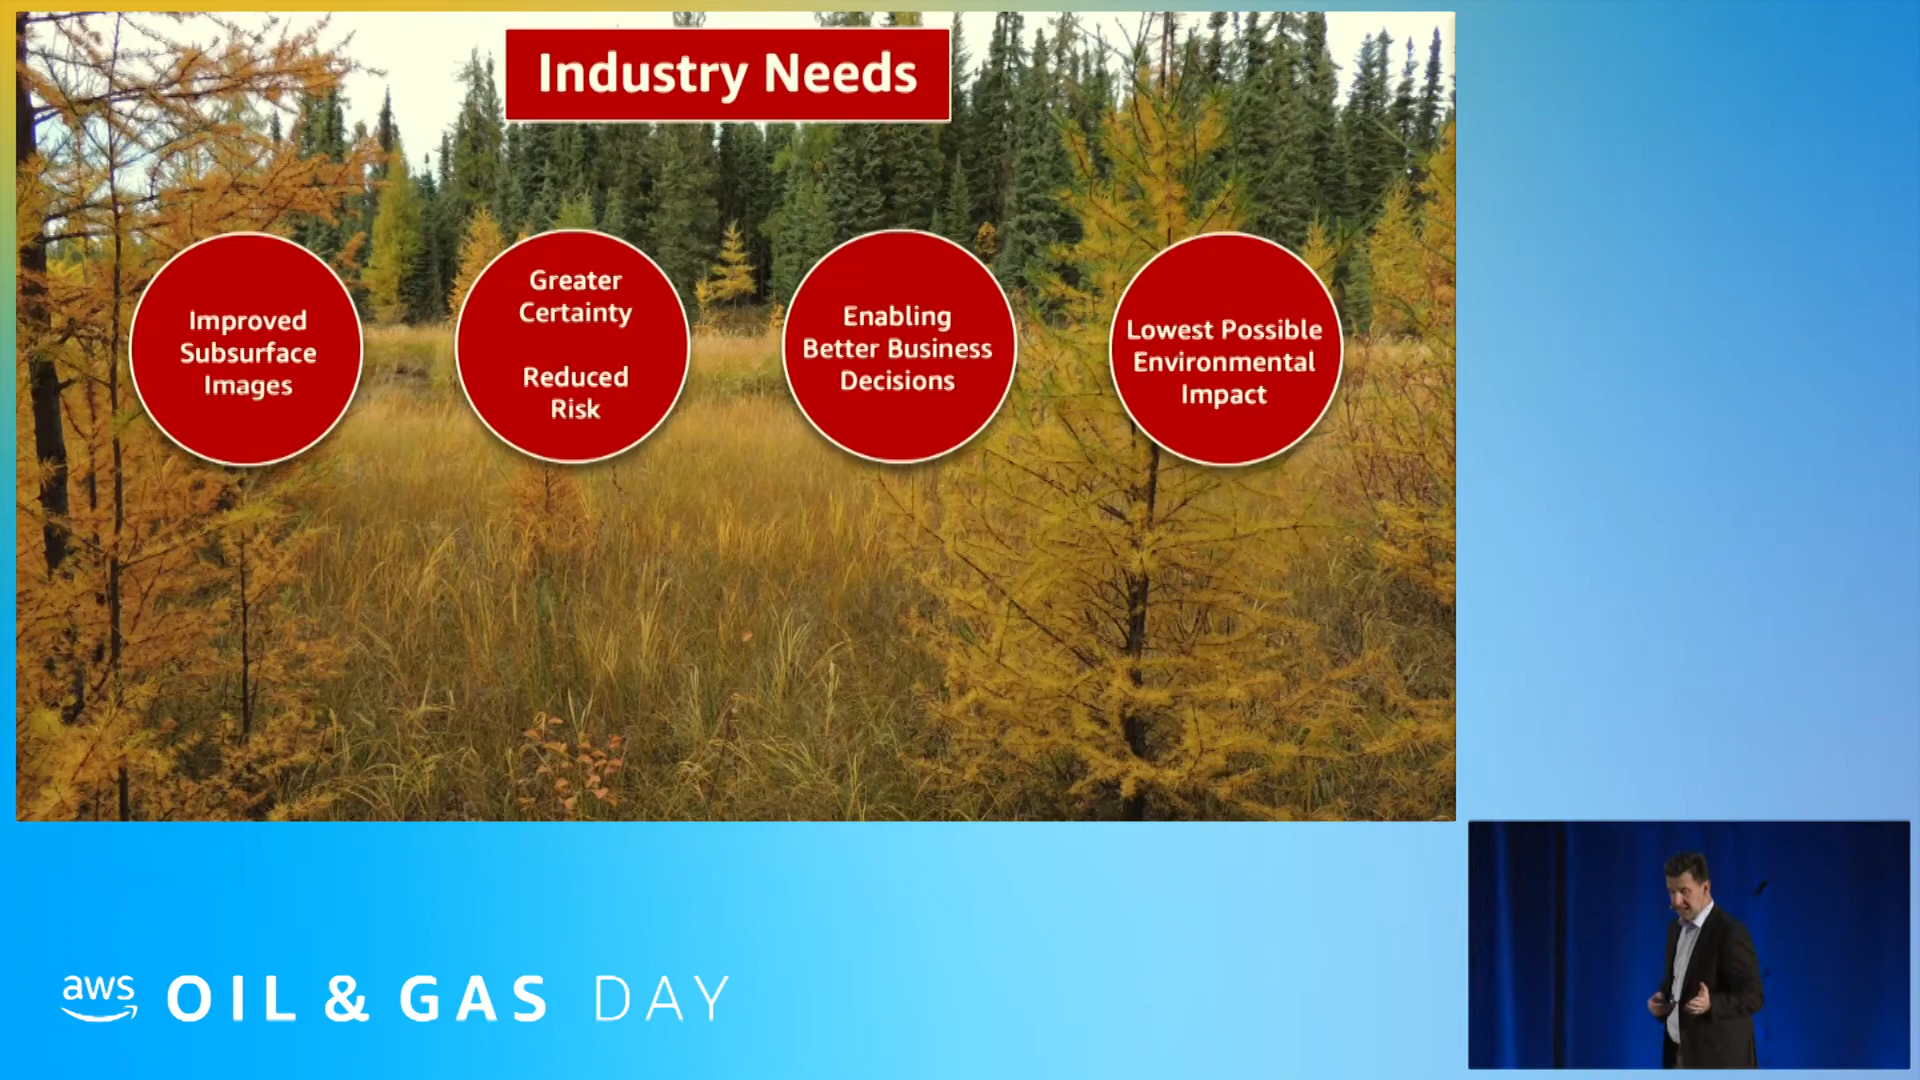 Industry Needs
Improved
Subsurface
Images
Greater
Certainty
Reduced
Risk
Enabling
Better Business
Decisions
Lowest Possible
Environmental
Impact
aws OIL & GAS DAY